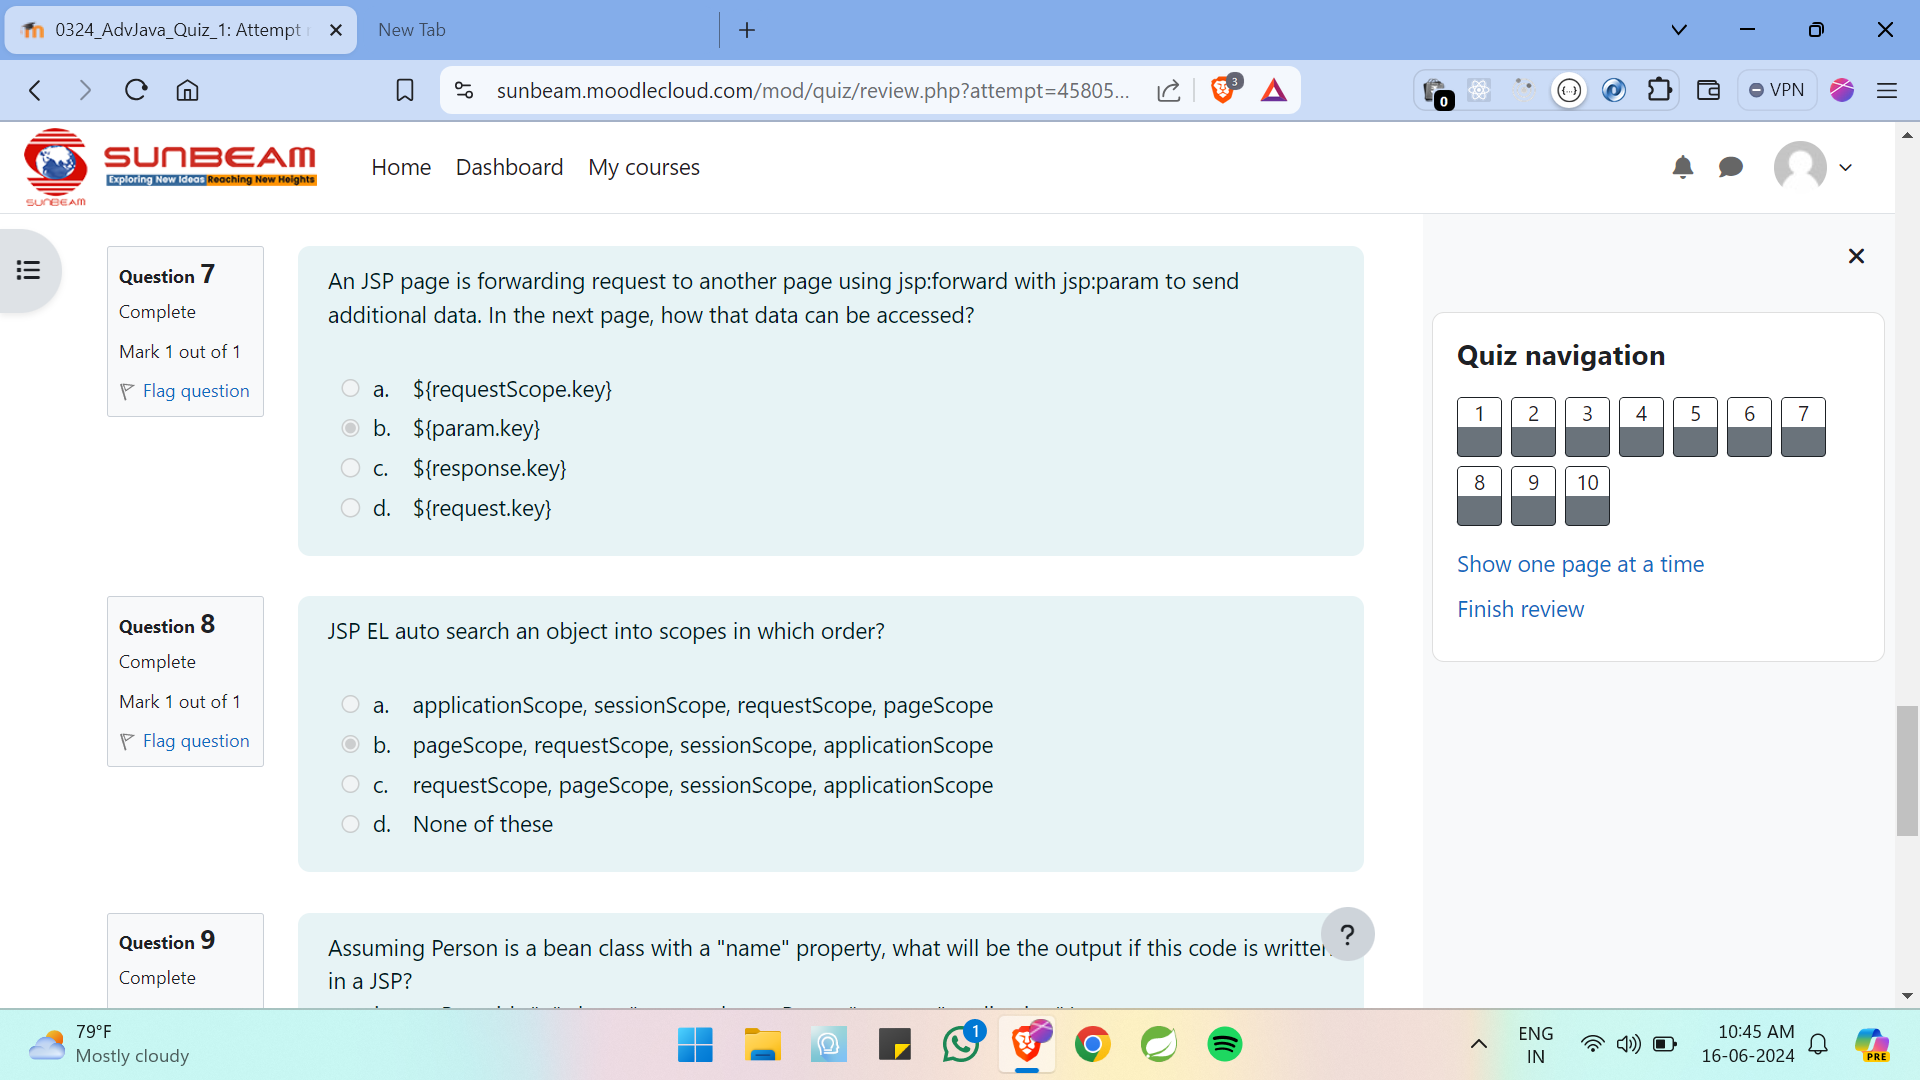 0324_AdvJava_Quiz_1: Attempt
New Tab
sunbeam.moodlecloud.com/mod/quiz/review.php?attempt=45805...
3
0
VPN
SUNBEAM
Exploring New Ideas Reaching New Heights
SUNBEAM
Home
Dashboard
My courses
Question 7
Complete
Mark 1 out of 1
Flag question
An JSP page is forwarding request to another page using jsp:forward with jsp:param to send
additional data. In the next page, how that data can be accessed?
a. ${requestScope.key}
b. ${param.key}
c. ${response.key}
d. ${request.key}
Quiz navigation
1 2 3 4 5 6 7
8 9 10
Show one page at a time
Finish review
Question 8
Complete
Mark 1 out of 1
Flag question
JSP EL auto search an object into scopes in which order?
a. applicationScope, sessionScope, requestScope, pageScope
b. pageScope, requestScope, sessionScope, applicationScope
c. requestScope, pageScope, sessionScope, applicationScope
d. None of these
Question 9
Complete
Assuming Person is a bean class with a "name" property, what will be the output if this code is written
in a JSP?
?
79°F
Mostly cloudy
1
ENG
IN
10:45 AM
16-06-2024
PRE